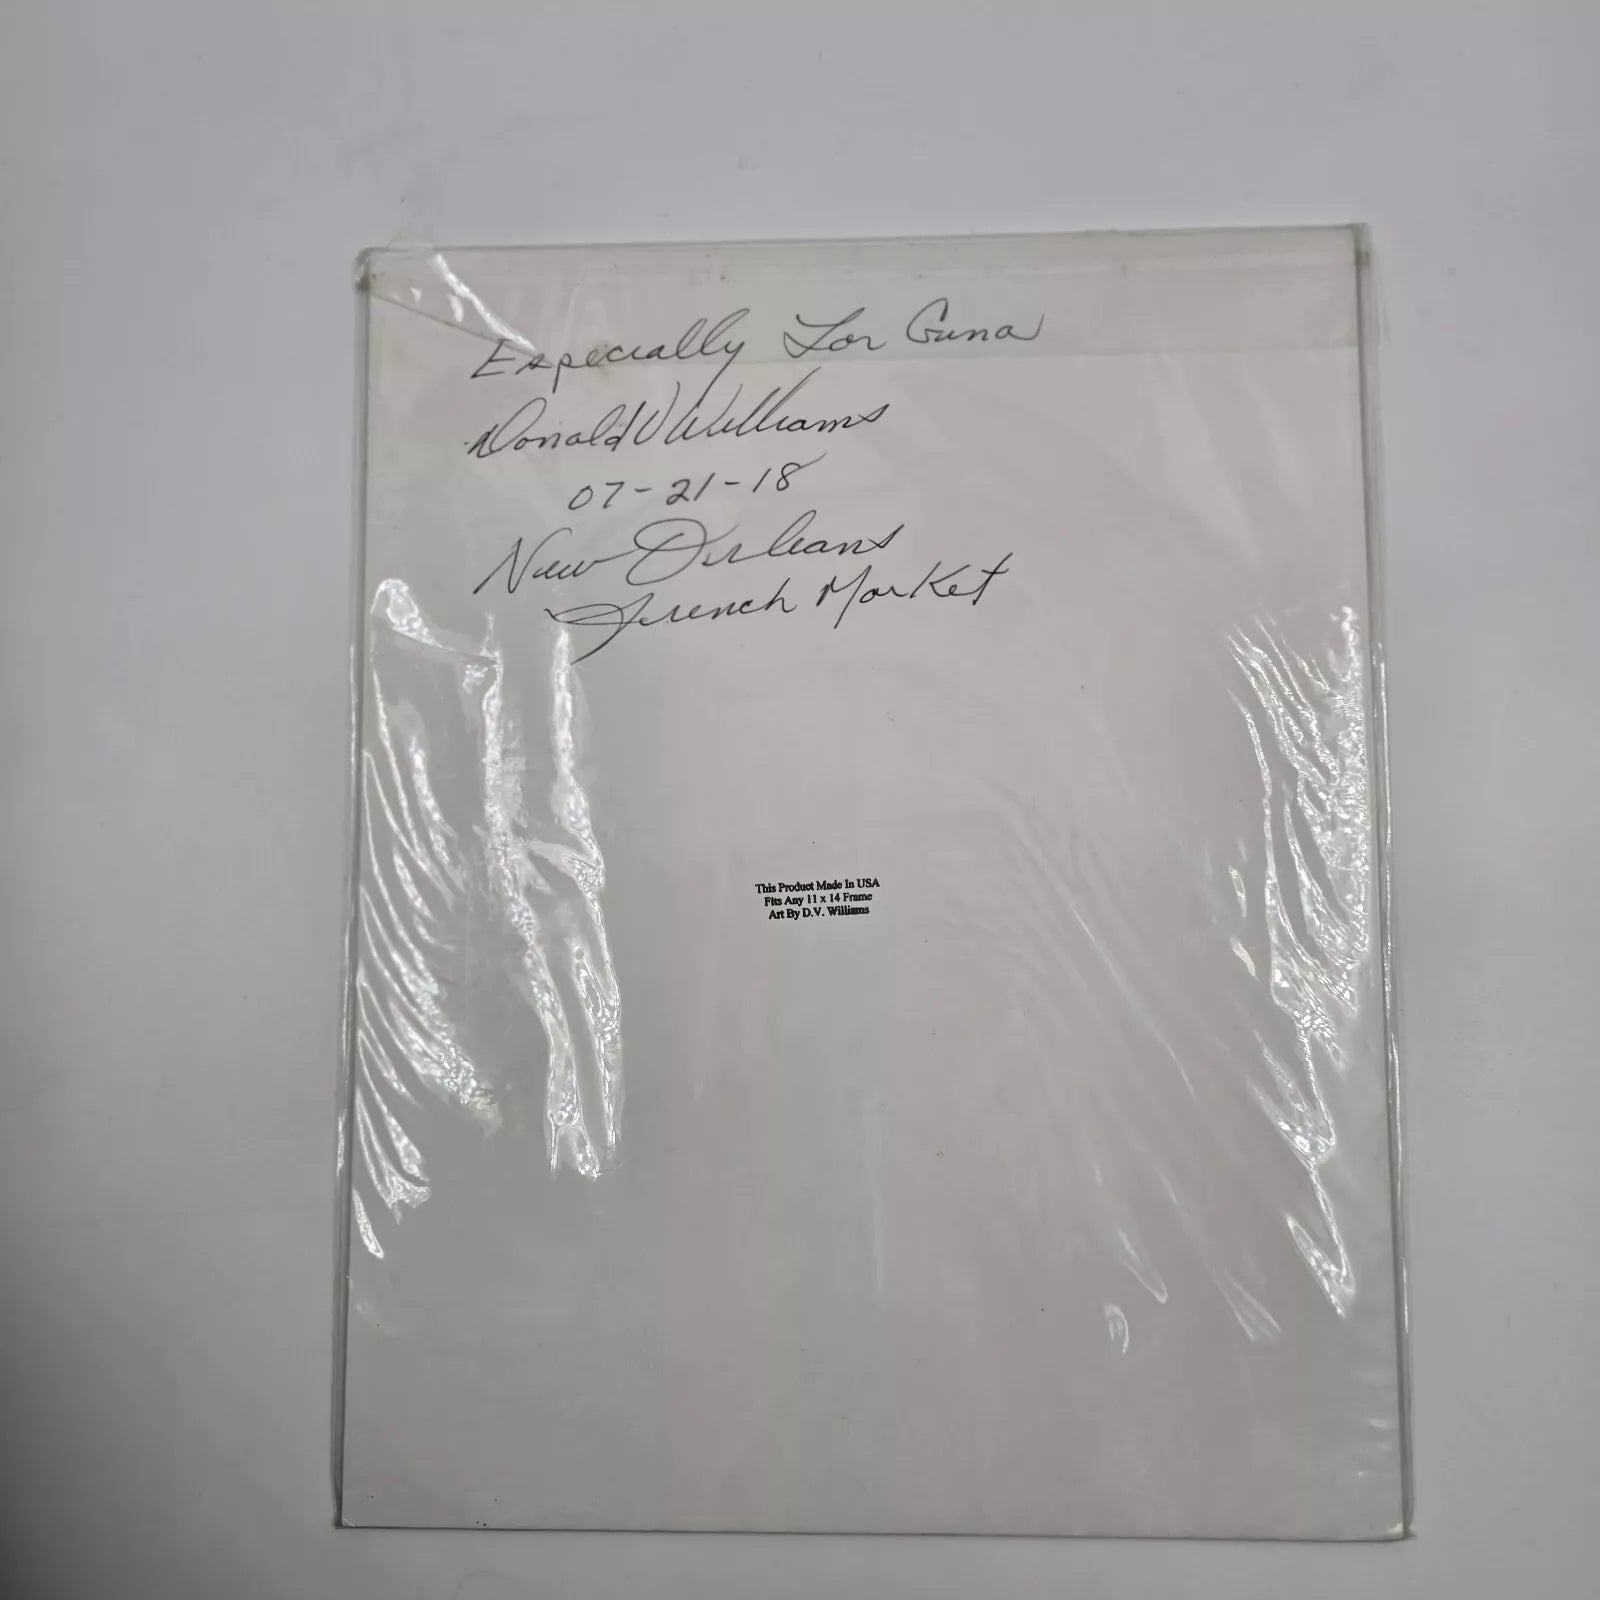 Especially For Guna
Donald V Williams
07-21-18
New Orleans
French Market
This Product Made In USA
Fits Any 11 x 14 Frame
Art By D.V. Williams